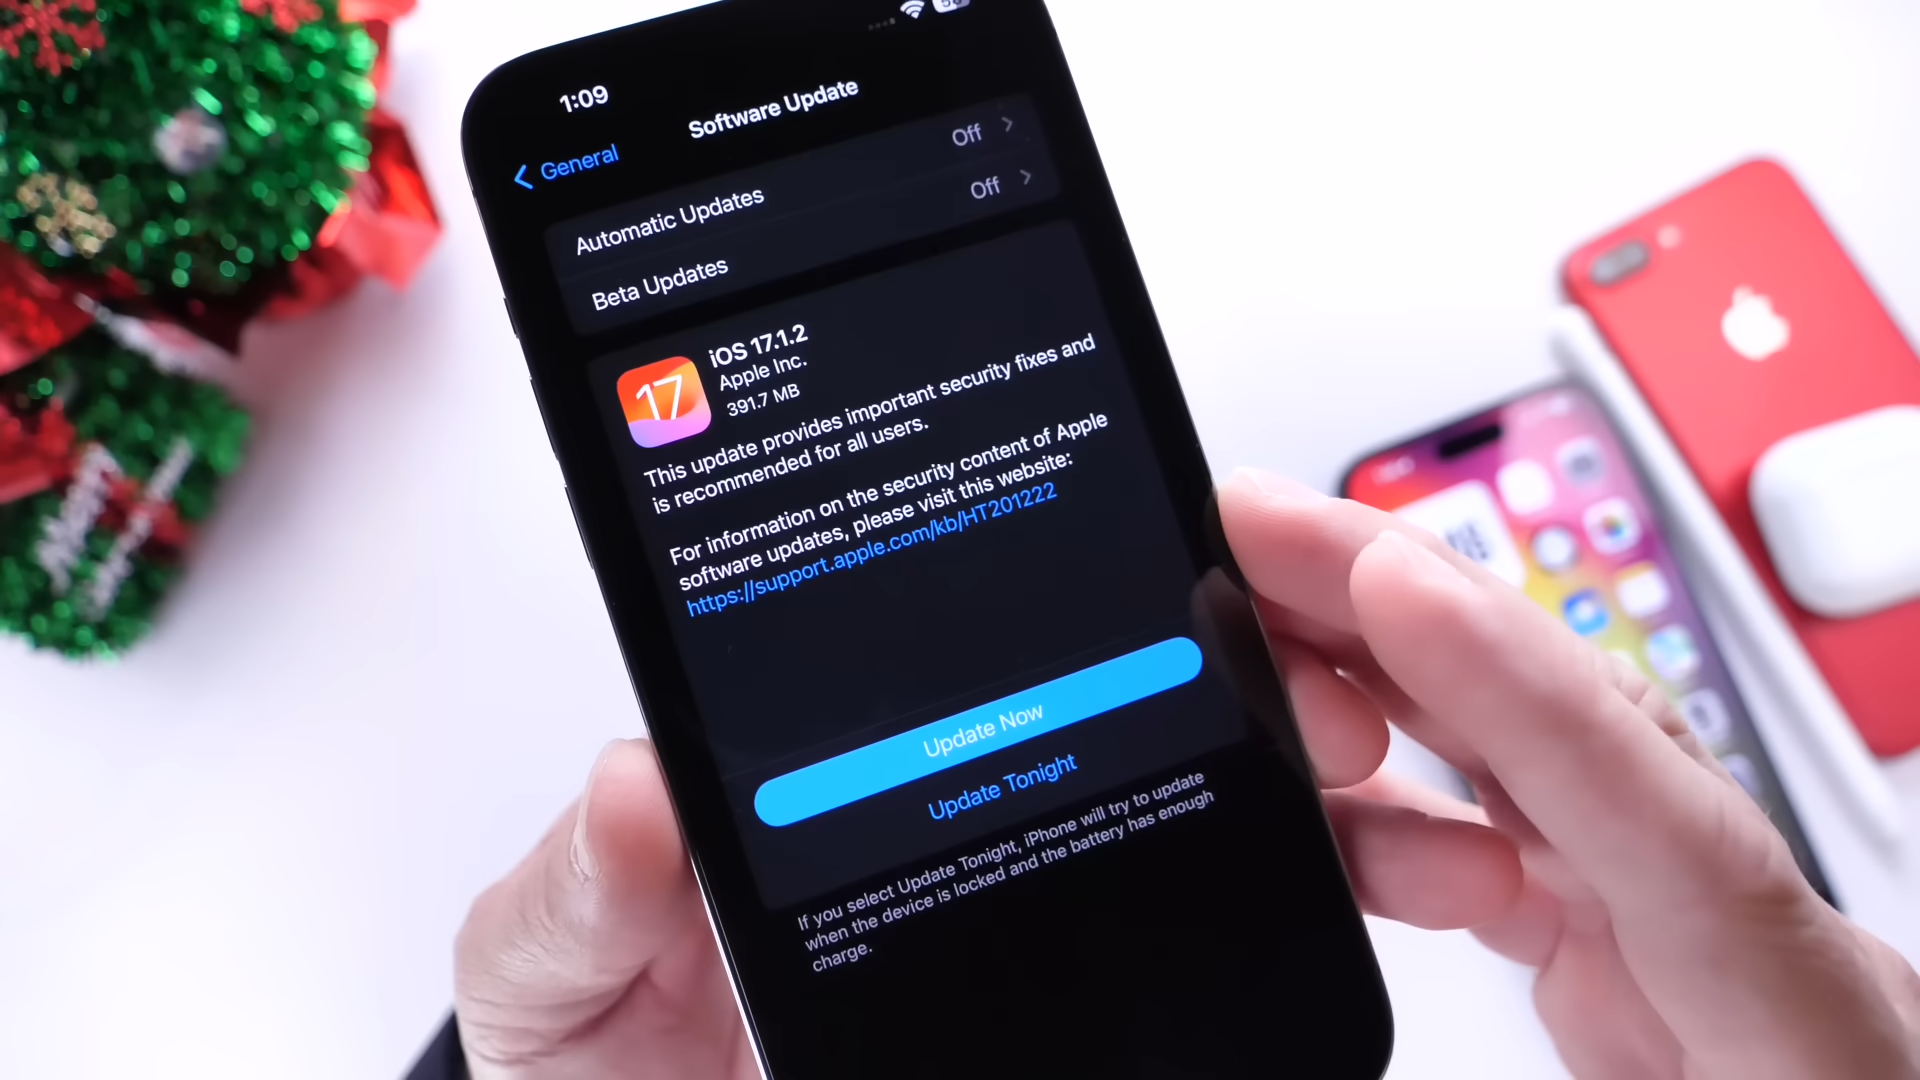 1:09
General
Software Update
Automatic Updates
Off
Beta Updates
Off
17
iOS 17.1.2
Apple Inc.
391.7 MB
This update provides important security fixes and
is recommended for all users.
For information on the security content of Apple
software updates, please visit this website:
https://support.apple.com/kb/HT201222
Update Now
Update Tonight
If you select Update Tonight, iPhone will try to update
when the device is locked and the battery has enough
charge.